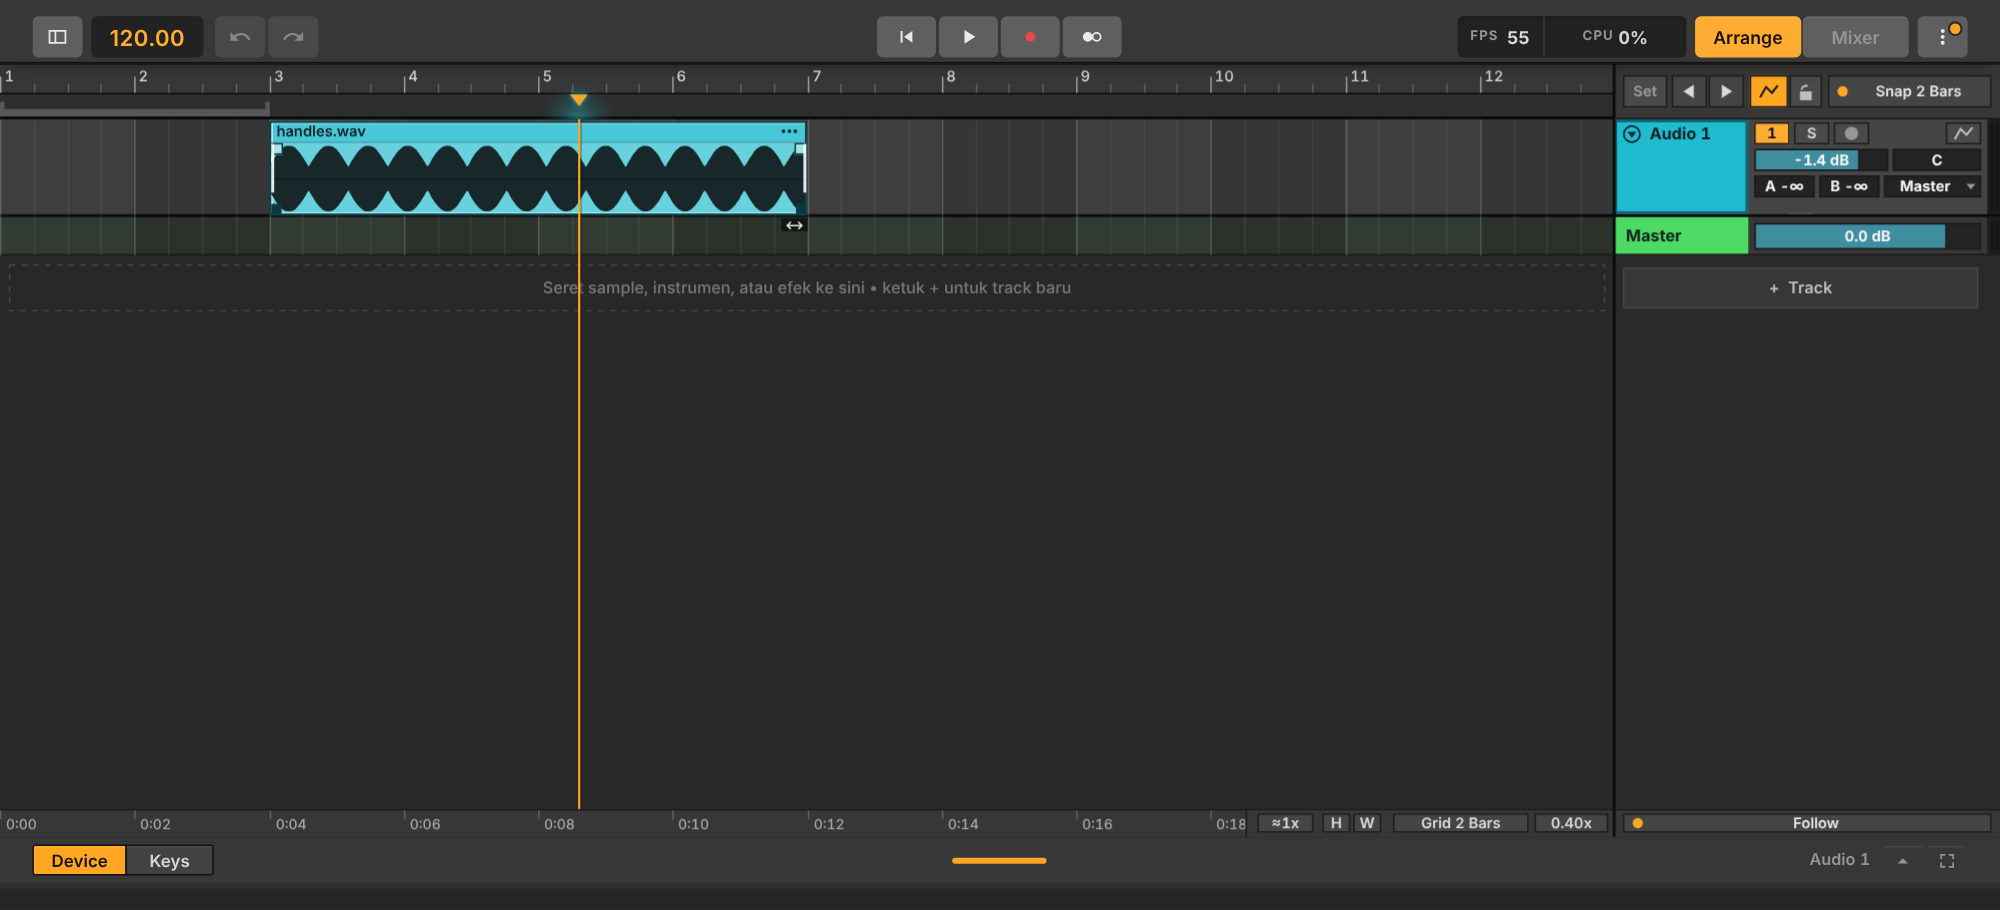 120.00
FPS 55 CPU 0% Arrange Mixer
1 2 3 4 5 6 7 8 9 10 11 12
Set Snap 2 Bars
handles.wav
Audio 1 1 S
-1.4 dB C
A -∞ B -∞ Master
Master 0.0 dB
Seret sample, instrumen, atau efek ke sini • ketuk + untuk track baru
+ Track
0:00 0:02 0:04 0:06 0:08 0:10 0:12 0:14 0:16 0:18 ≈1x H W Grid 2 Bars 0.40x Follow
Device Keys Audio 1